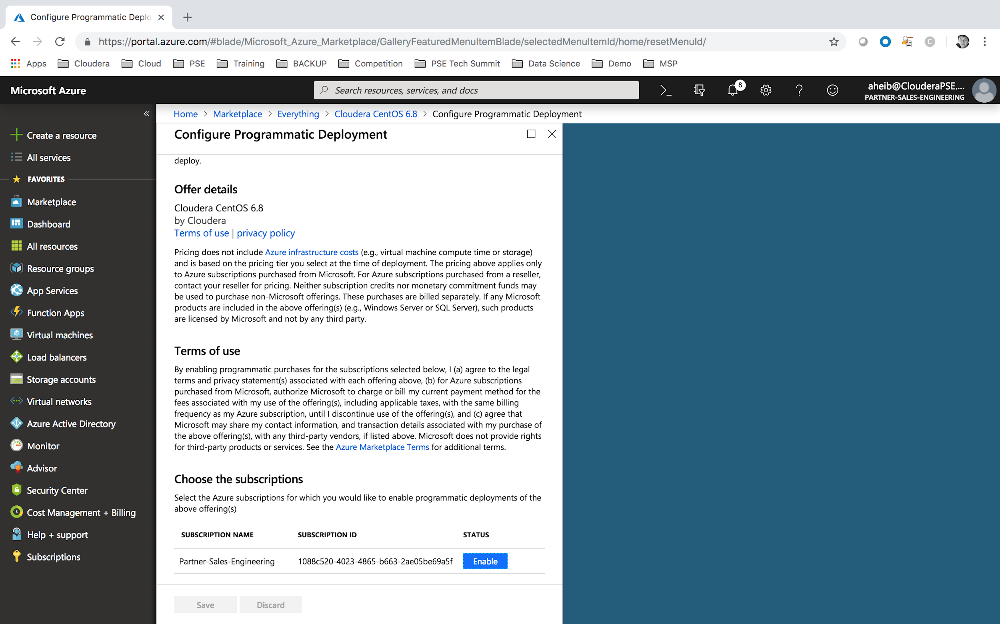 Configure Programmatic Deplo
https://portal.azure.com/#blade/Microsoft_Azure_Marketplace/GalleryFeaturedMenuItemBlade/selectedMenuItemId/home/resetMenuId/
C
Apps Cloudera Cloud PSE Training BACKUP Competition PSE Tech Summit Data Science Demo MSP
Microsoft Azure
Search resources, services, and docs
8
aheib@ClouderaPSE....
PARTNER-SALES-ENGINEERING
Home > Marketplace > Everything > Cloudera CentOS 6.8 > Configure Programmatic Deployment
Create a resource
All services
FAVORITES
Marketplace
Dashboard
All resources
Resource groups
App Services
Function Apps
Virtual machines
Load balancers
Storage accounts
Virtual networks
Azure Active Directory
Monitor
Advisor
Security Center
Cost Management + Billing
Help + support
Subscriptions
Configure Programmatic Deployment
deploy.
Offer details
Cloudera CentOS 6.8
by Cloudera
Terms of use | privacy policy
Pricing does not include Azure infrastructure costs (e.g., virtual machine compute time or storage)
and is based on the pricing tier you select at the time of deployment. The pricing above applies only
to Azure subscriptions purchased from Microsoft. For Azure subscriptions purchased from a reseller,
contact your reseller for pricing. Neither subscription credits nor monetary commitment funds may
be used to purchase non-Microsoft offerings. These purchases are billed separately. If any Microsoft
products are included in the above offering(s) (e.g., Windows Server or SQL Server), such products
are licensed by Microsoft and not by any third party.
Terms of use
By enabling programmatic purchases for the subscriptions selected below, I (a) agree to the legal
terms and privacy statement(s) associated with each offering above, (b) for Azure subscriptions
purchased from Microsoft, authorize Microsoft to charge or bill my current payment method for the
fees associated with my use of the offering(s), including applicable taxes, with the same billing
frequency as my Azure subscription, until I discontinue use of the offering(s), and (c) agree that
Microsoft may share my contact information, and transaction details associated with my purchase of
the above offering(s), with any third-party vendors, if listed above. Microsoft does not provide rights
for third-party products or services. See the Azure Marketplace Terms for additional terms.
Choose the subscriptions
Select the Azure subscriptions for which you would like to enable programmatic deployments of the
above offering(s)
SUBSCRIPTION NAME SUBSCRIPTION ID STATUS
Partner-Sales-Engineering 1088c520-4023-4865-b663-2ae05be69a5f Enable
Save Discard